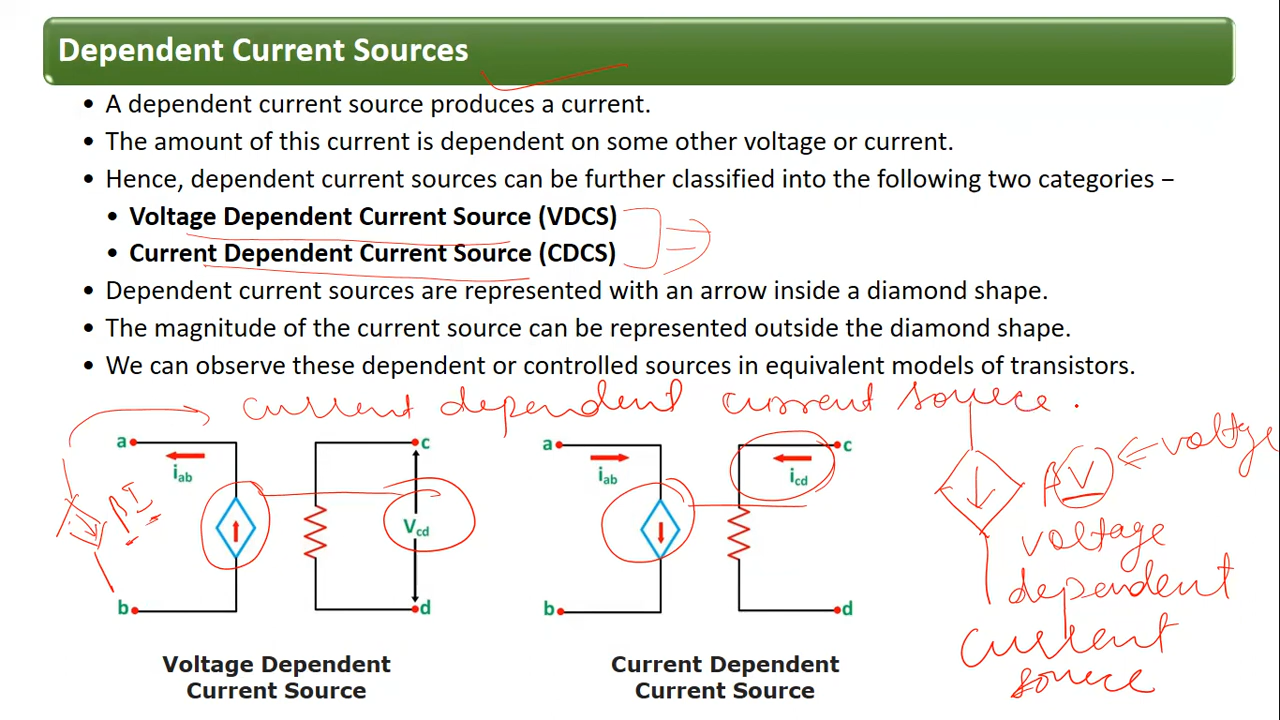 Dependent Current Sources
• A dependent current source produces a current.
• The amount of this current is dependent on some other voltage or current.
• Hence, dependent current sources can be further classified into the following two categories −
• Voltage Dependent Current Source (VDCS)
• Current Dependent Current Source (CDCS)
• Dependent current sources are represented with an arrow inside a diamond shape.
• The magnitude of the current source can be represented outside the diamond shape.
• We can observe these dependent or controlled sources in equivalent models of transistors.
current dependent current source.
a
iab
b
βI
c
Vcd
d
Voltage Dependent
Current Source
a
iab
b
c
icd
d
Current Dependent
Current Source
βV
voltage
voltage
dependent
current
source